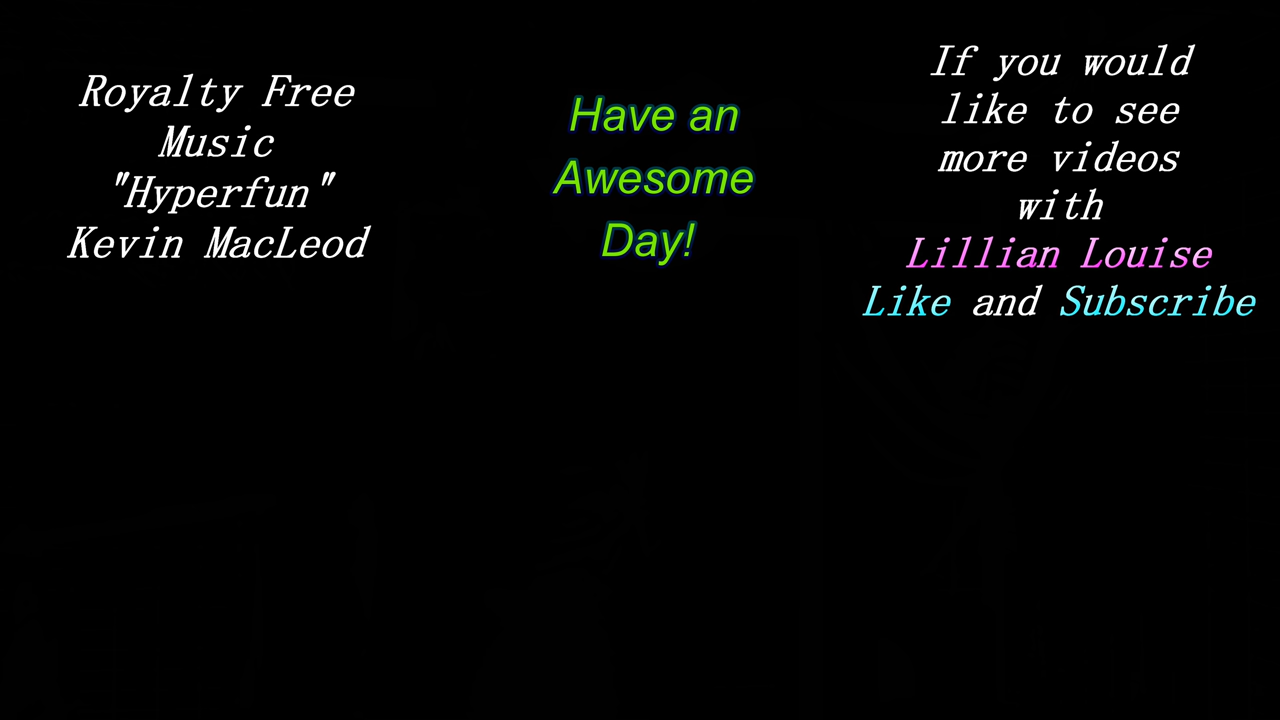 Royalty Free
Music
"Hyperfun"
Kevin MacLeod
Have an
Awesome
Day!
If you would
like to see
more videos
with
Lillian Louise
Like and Subscribe